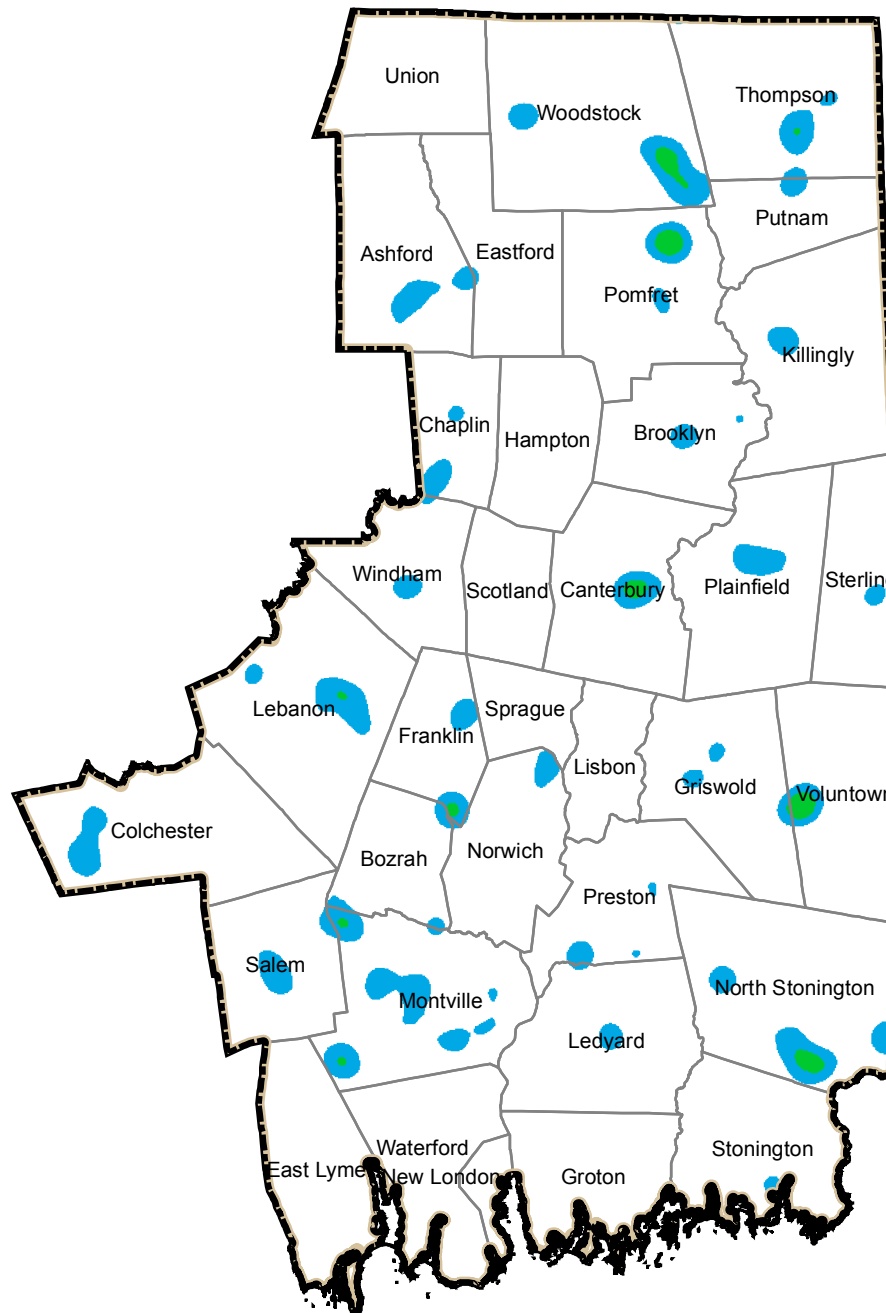 Union
Thompson
Woodstock
Putnam
Ashford
Eastford
Pomfret
Killingly
Chaplin
Hampton
Brooklyn
Windham
Scotland
Canterbury
Plainfield
Sterlin
Lebanon
Franklin
Sprague
Lisbon
Griswold
Voluntown
Colchester
Bozrah
Norwich
Preston
Salem
Montville
North Stonington
Ledyard
Waterford
Stonington
East Lyme
New London
Groton